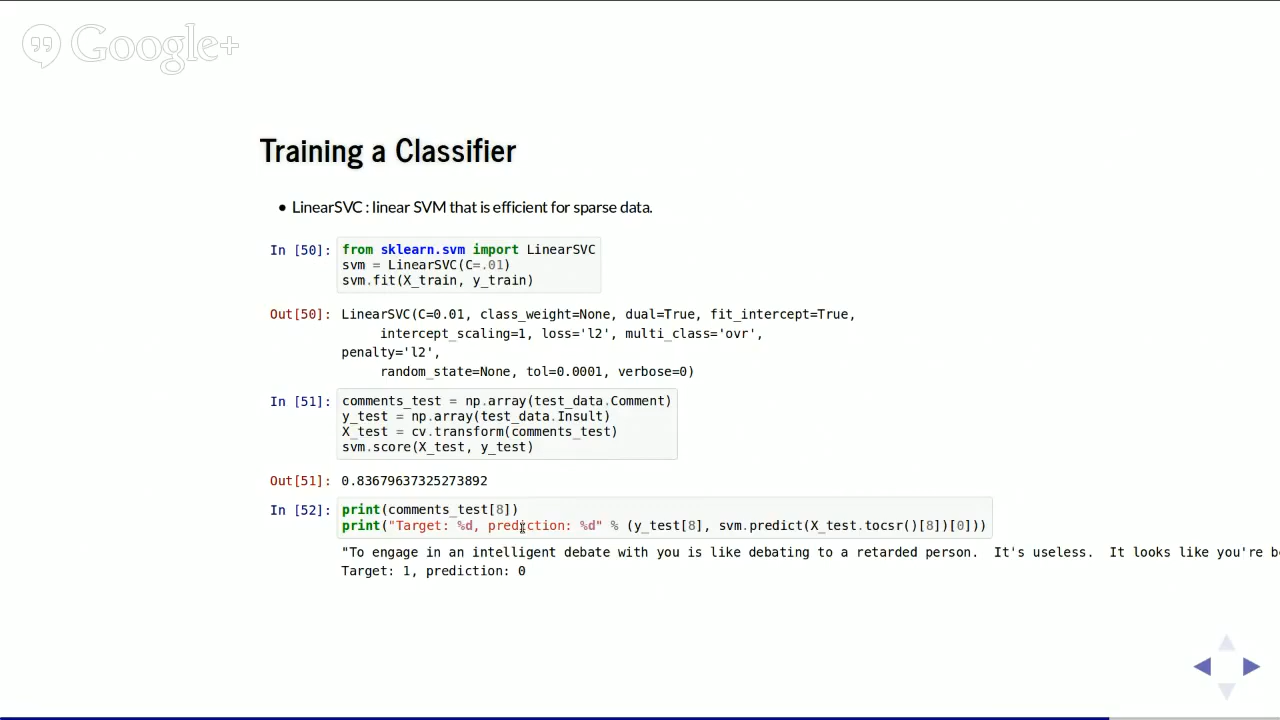 Google+
Training a Classifier
• LinearSVC : linear SVM that is efficient for sparse data.
In [50]: from sklearn.svm import LinearSVC
svm = LinearSVC(C=.01)
svm.fit(X_train, y_train)
Out[50]: LinearSVC(C=0.01, class_weight=None, dual=True, fit_intercept=True,
intercept_scaling=1, loss='l2', multi_class='ovr',
penalty='l2',
random_state=None, tol=0.0001, verbose=0)
In [51]: comments_test = np.array(test_data.Comment)
y_test = np.array(test_data.Insult)
X_test = cv.transform(comments_test)
svm.score(X_test, y_test)
Out[51]: 0.83679637325273892
In [52]: print(comments_test[8])
print("Target: %d, prediction: %d" % (y_test[8], svm.predict(X_test.tocsr()[8])[0]))
"To engage in an intelligent debate with you is like debating to a retarded person.  It's useless.  It looks like you're
Target: 1, prediction: 0